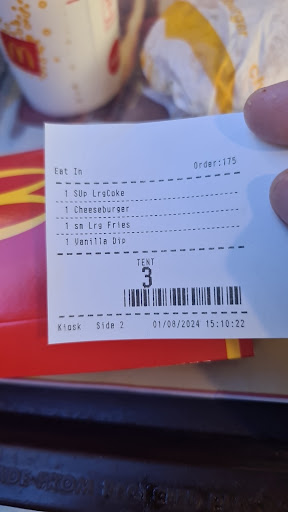 Eat In Order:175
1 SUp LrgCoke
1 Cheeseburger
1 sm Lrg Fries
1 Vanilla Dip
TENT
3
Kiosk Side 2 01/08/2024 15:10:22